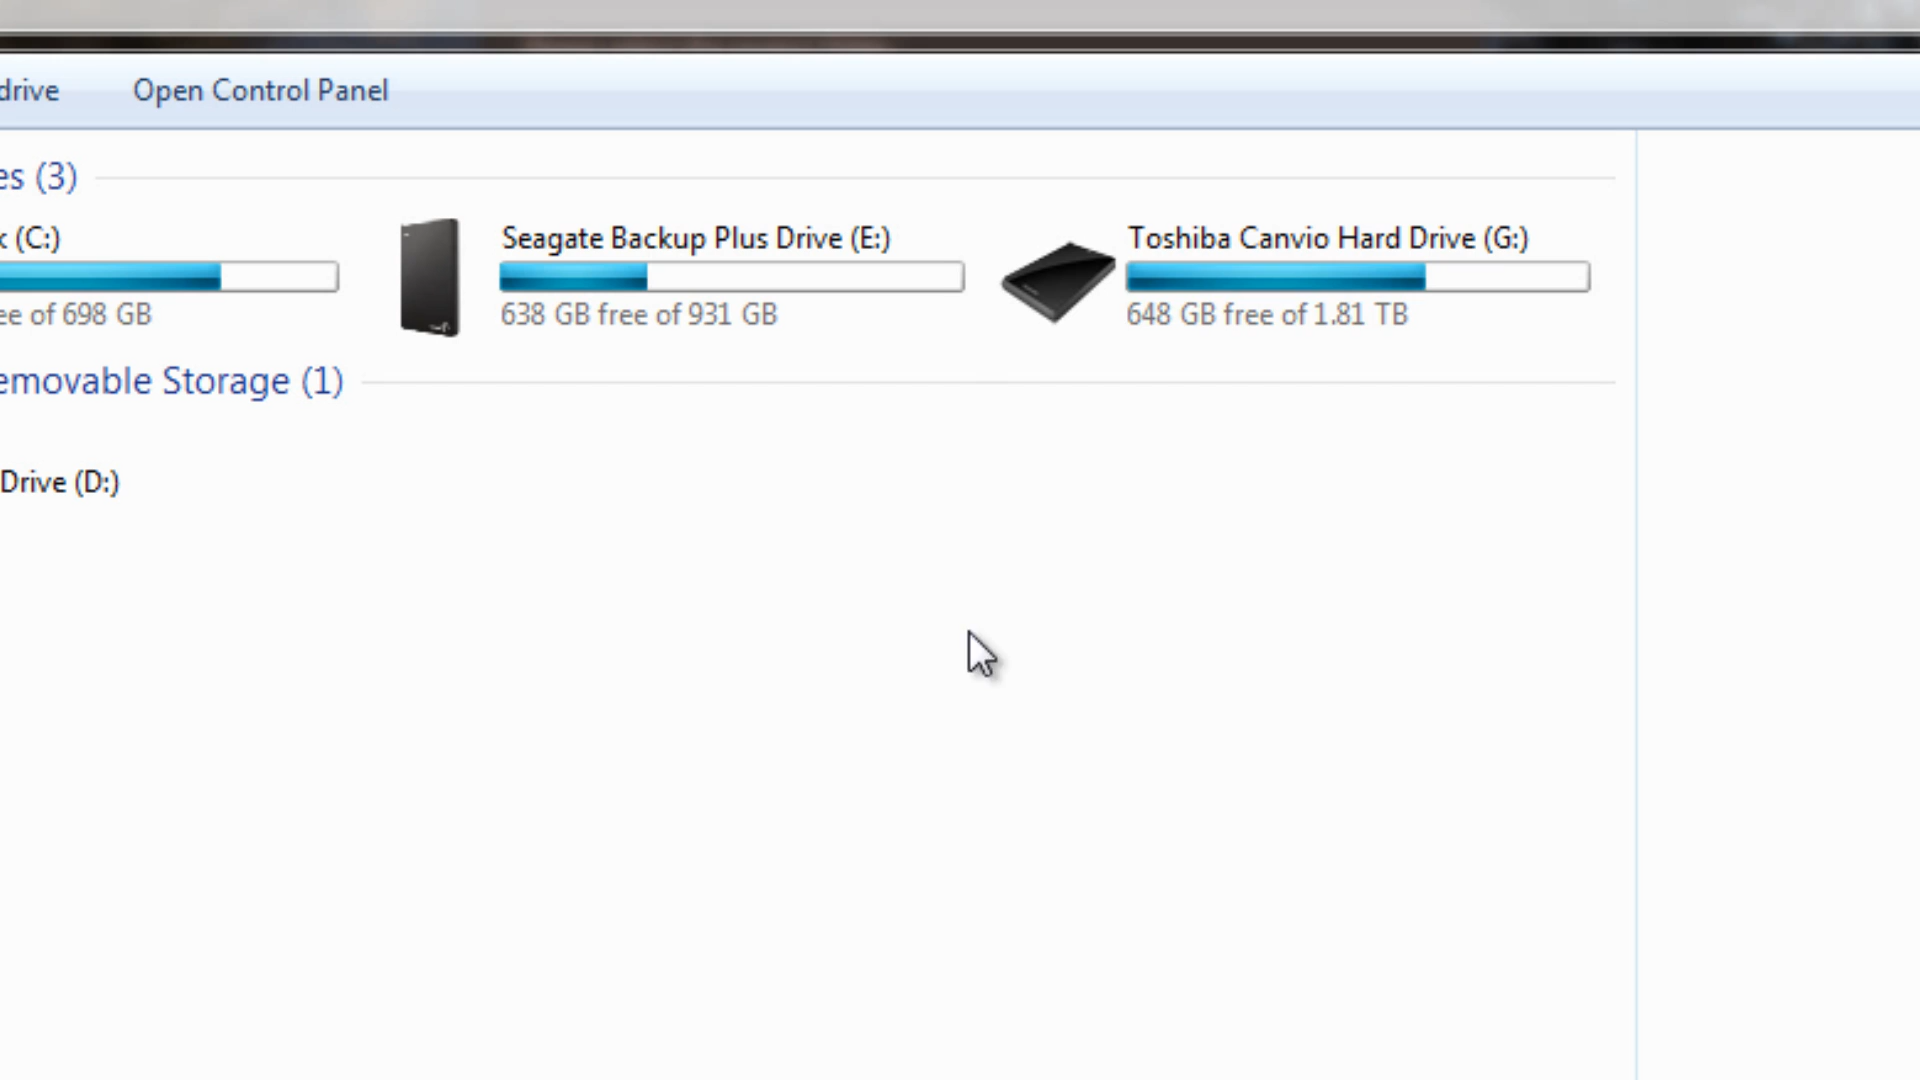 drive Open Control Panel
es (3)
(C:) Seagate Backup Plus Drive (E:) Toshiba Canvio Hard Drive (G:)
ee of 698 GB 638 GB free of 931 GB 648 GB free of 1.81 TB
emovable Storage (1)
Drive (D:)